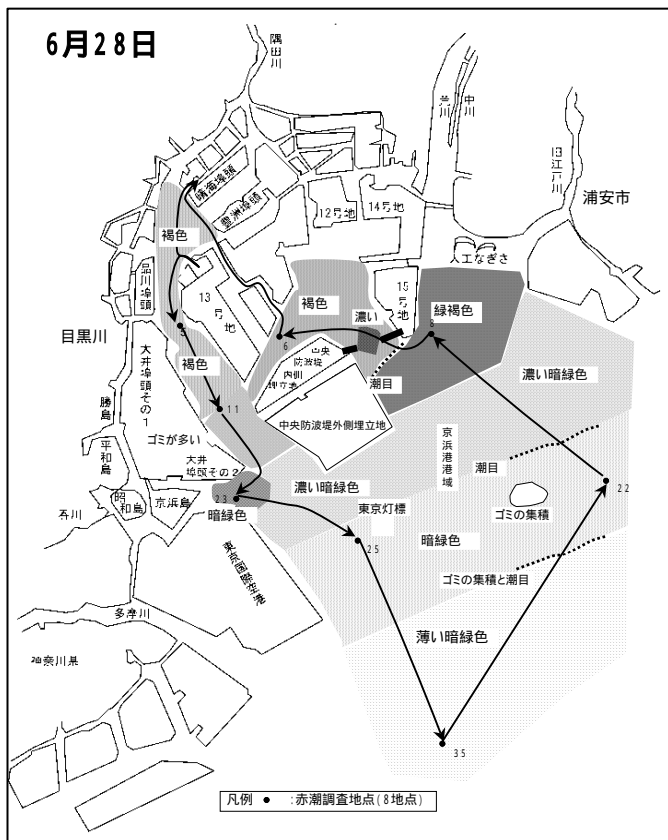 6月28日
隅田川
荒川
中川
旧江戸川
浦安市
晴海埠頭
豊洲埠頭
12号地
14号地
人工なぎさ
褐色
品川埠頭
13号地
褐色
濃い
15号地
緑褐色
8
目黒川
5
6
中央
防波堤
内側
埋立地
潮目
濃い暗緑色
大井埠頭その1
褐色
11
勝島
ゴミが多い
中央防波堤外側埋立地
京浜港港域
平和島
大井
埠頭その2
潮目
22
昭和島
京浜島
23
暗緑色
濃い暗緑色
東京灯標
25
ゴミの集積
暗緑色
呑川
東京国際空港
ゴミの集積と潮目
多摩川
薄い暗緑色
神奈川県
35
凡例 ● :赤潮調査地点(8地点)